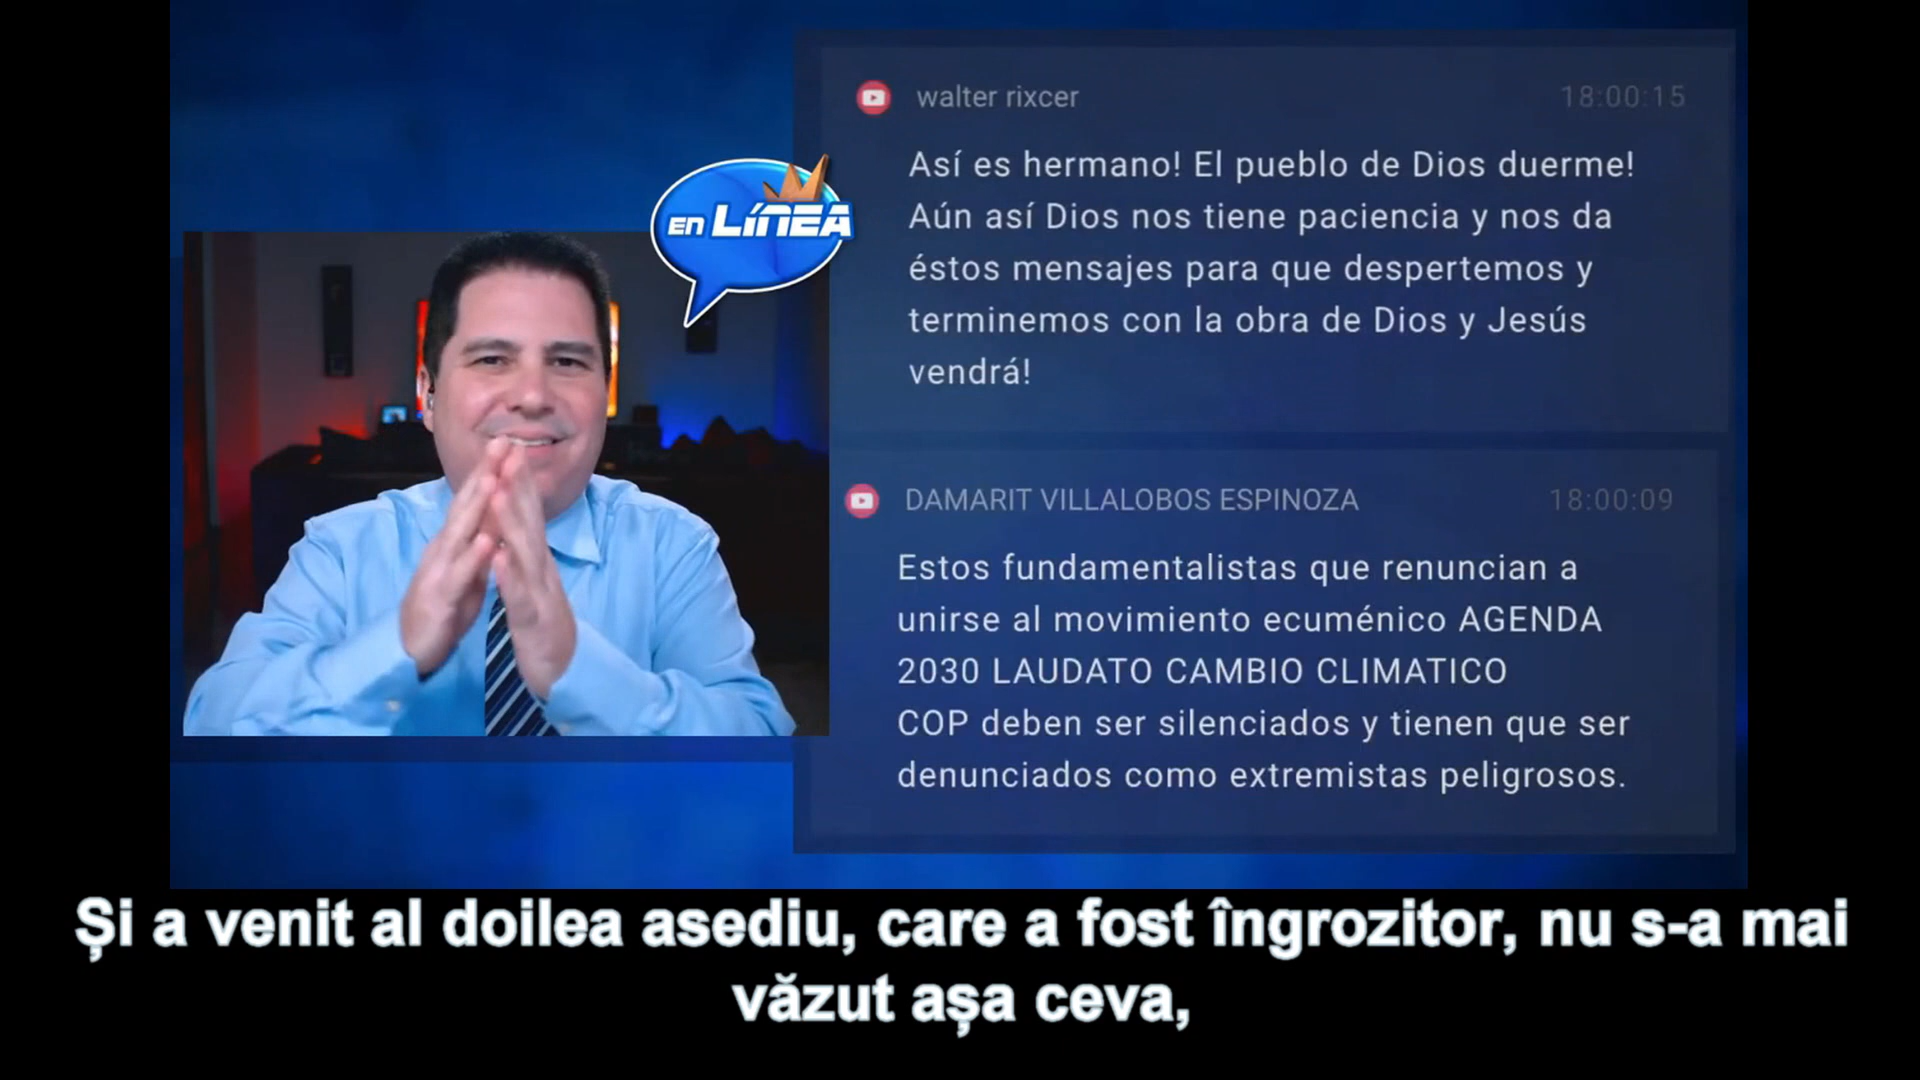 walter rixcer 18:00:15
Así es hermano! El pueblo de Dios duerme!
Aún así Dios nos tiene paciencia y nos da
éstos mensajes para que despertemos y
terminemos con la obra de Dios y Jesús
vendrá!
EN LÍNEA
DAMARIT VILLALOBOS ESPINOZA 18:00:09
Estos fundamentalistas que renuncian a
unirse al movimiento ecuménico AGENDA
2030 LAUDATO CAMBIO CLIMATICO
COP deben ser silenciados y tienen que ser
denunciados como extremistas peligrosos.
Și a venit al doilea asediu, care a fost îngrozitor, nu s-a mai
văzut așa ceva,